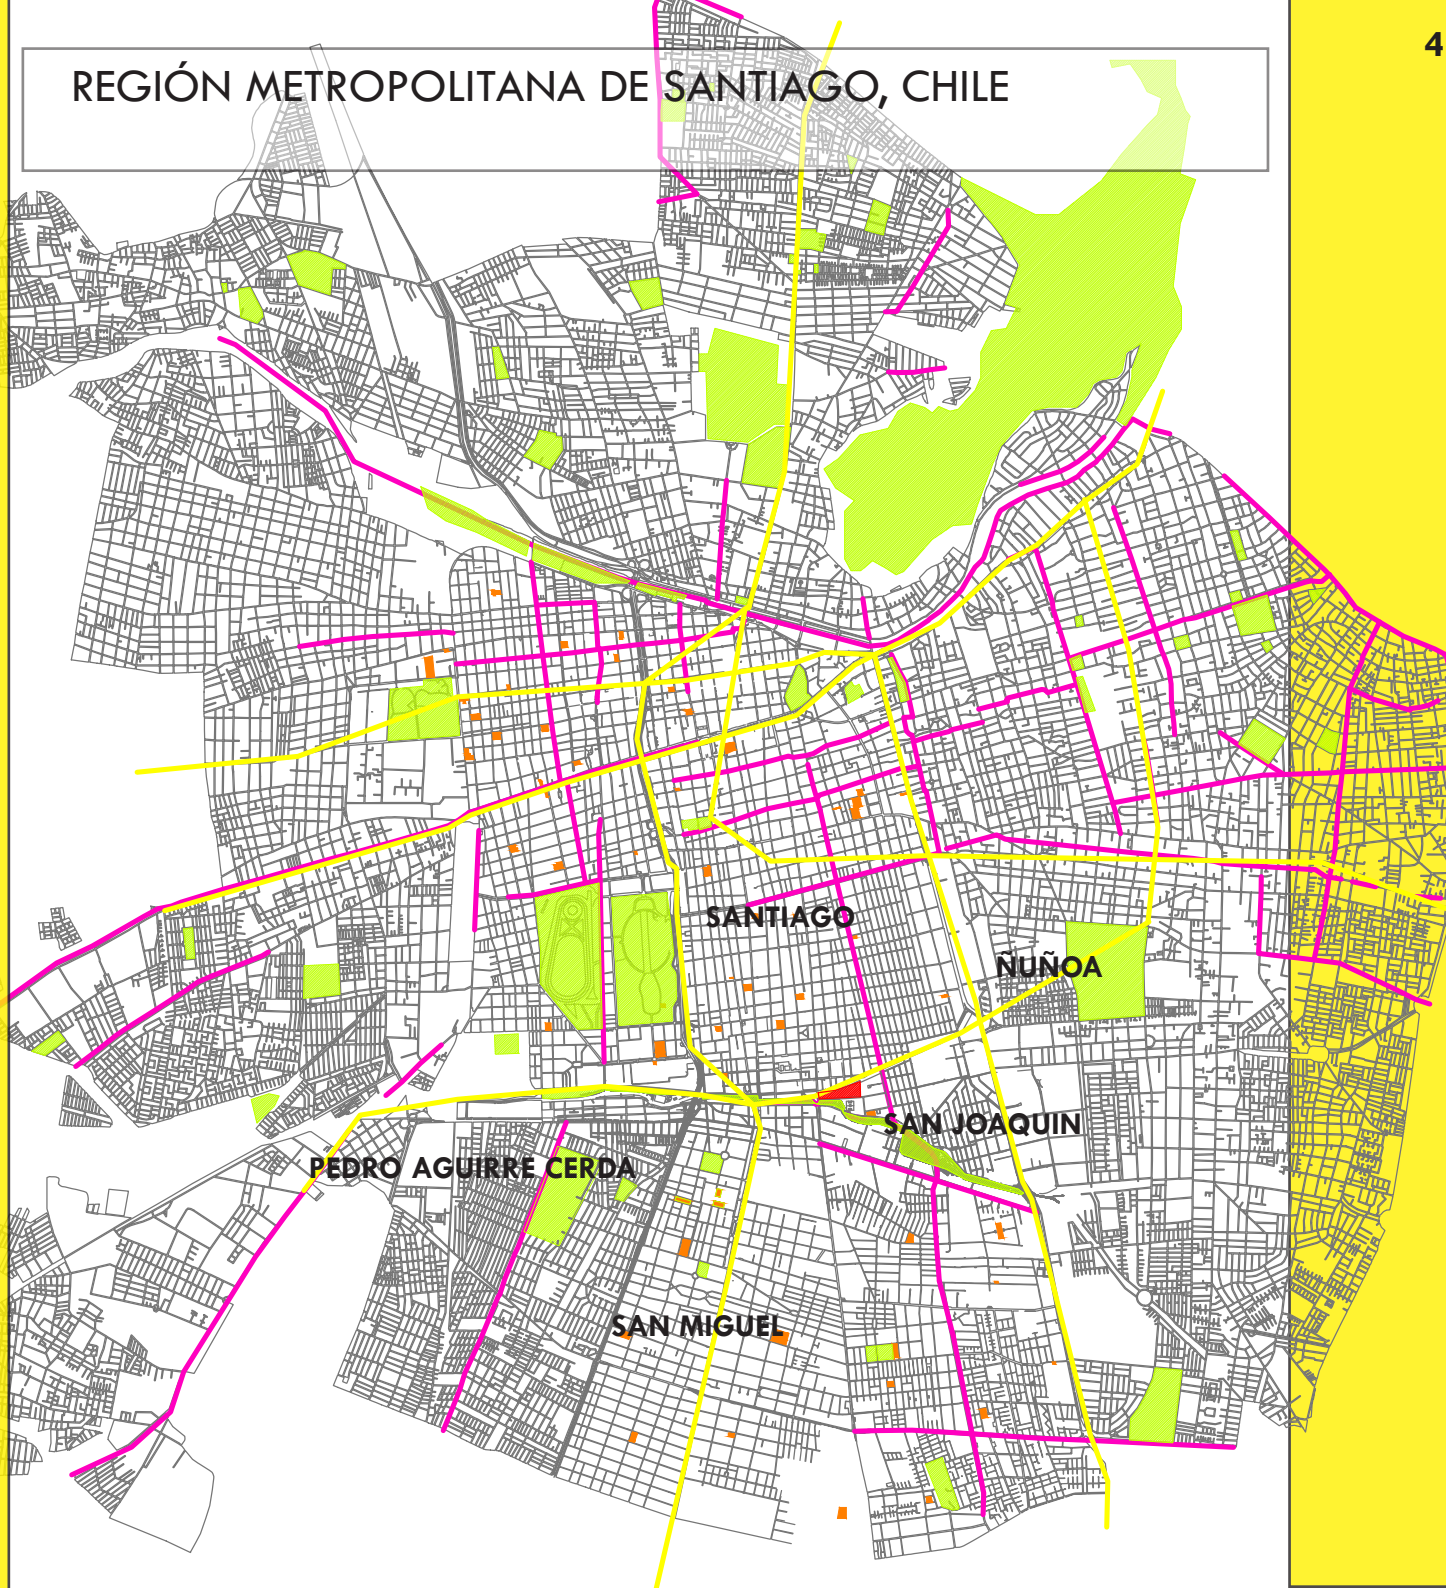 4
REGIÓN METROPOLITANA DE SANTIAGO, CHILE
SANTIAGO
ÑUÑOA
SAN JOAQUIN
PEDRO AGUIRRE CERDA
SAN MIGUEL